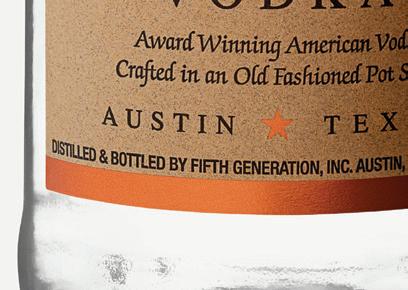 VODKA
Award Winning American Vod
Crafted in an Old Fashioned Pot S
AUSTIN ★ TEX
DISTILLED & BOTTLED BY FIFTH GENERATION, INC. AUSTIN,